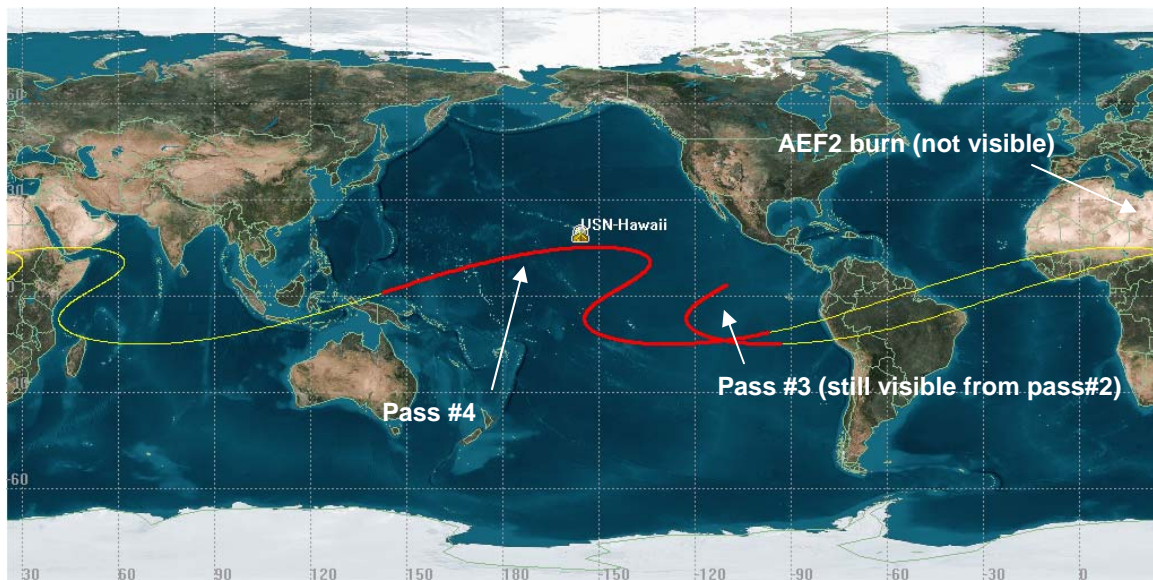 60
AEF2 burn (not visible)
30
USN-Hawaii
0
Pass #3 (still visible from pass#2)
Pass #4
-30
-60
30 60 90 120 150 -180 -150 -120 -90 -60 -30 0